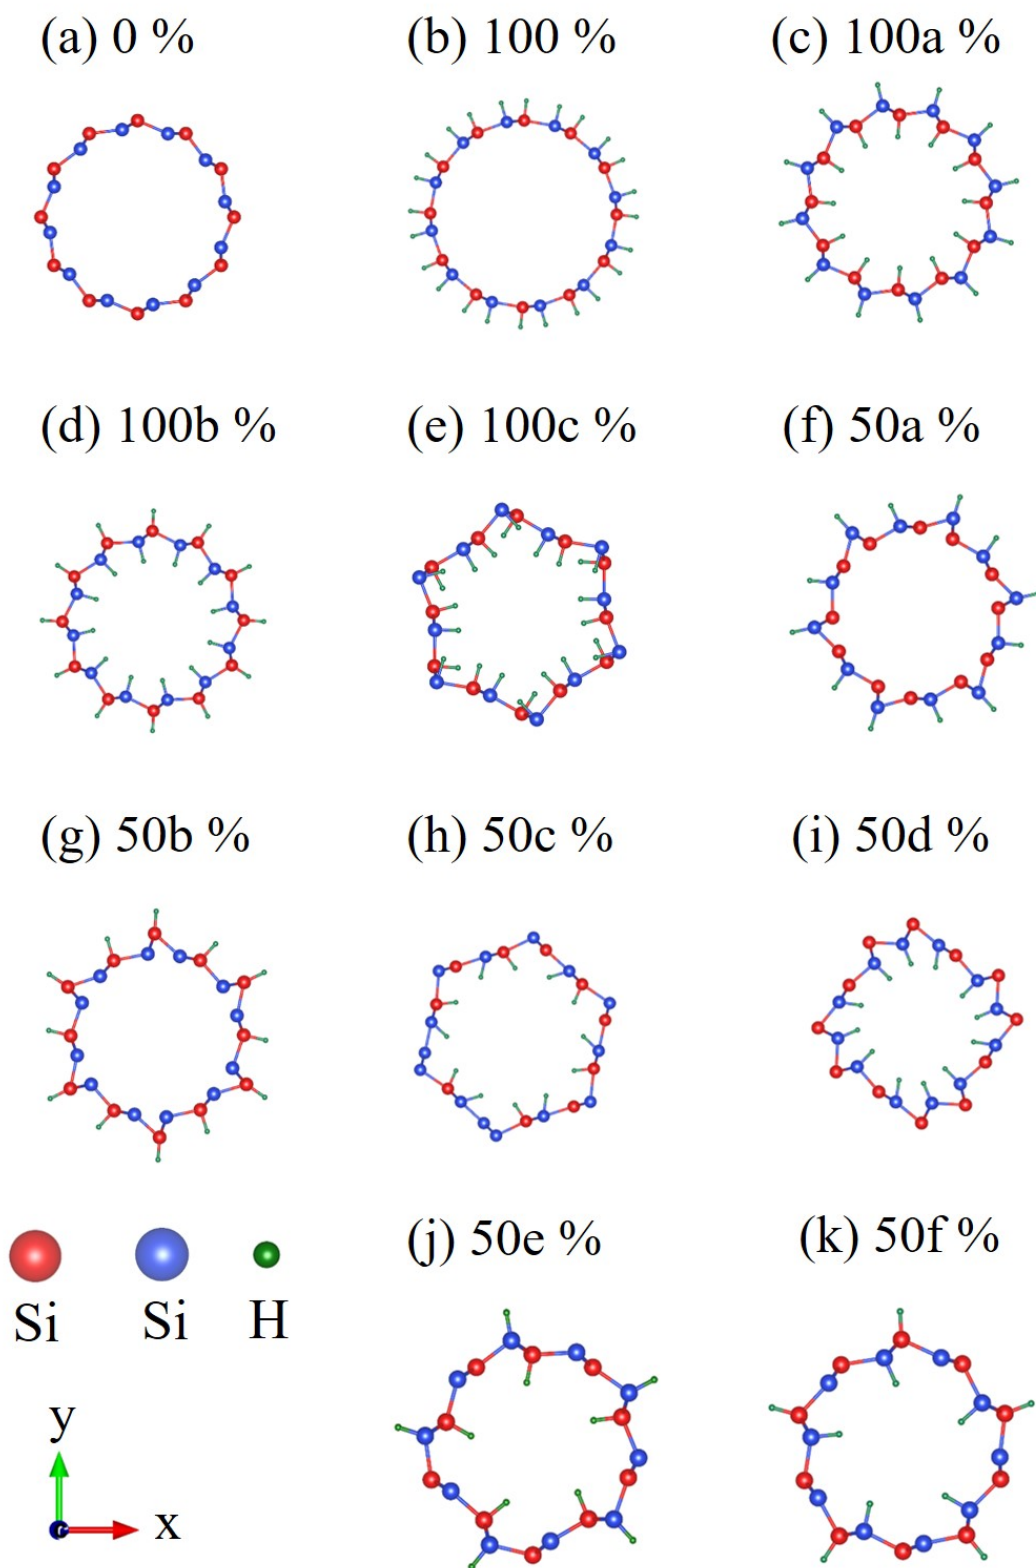 (a) 0 %
(b) 100 %
(c) 100a %
(d) 100b %
(e) 100c %
(f) 50a %
(g) 50b %
(h) 50c %
(i) 50d %
(j) 50e %
(k) 50f %
Si
Si
H
y
x